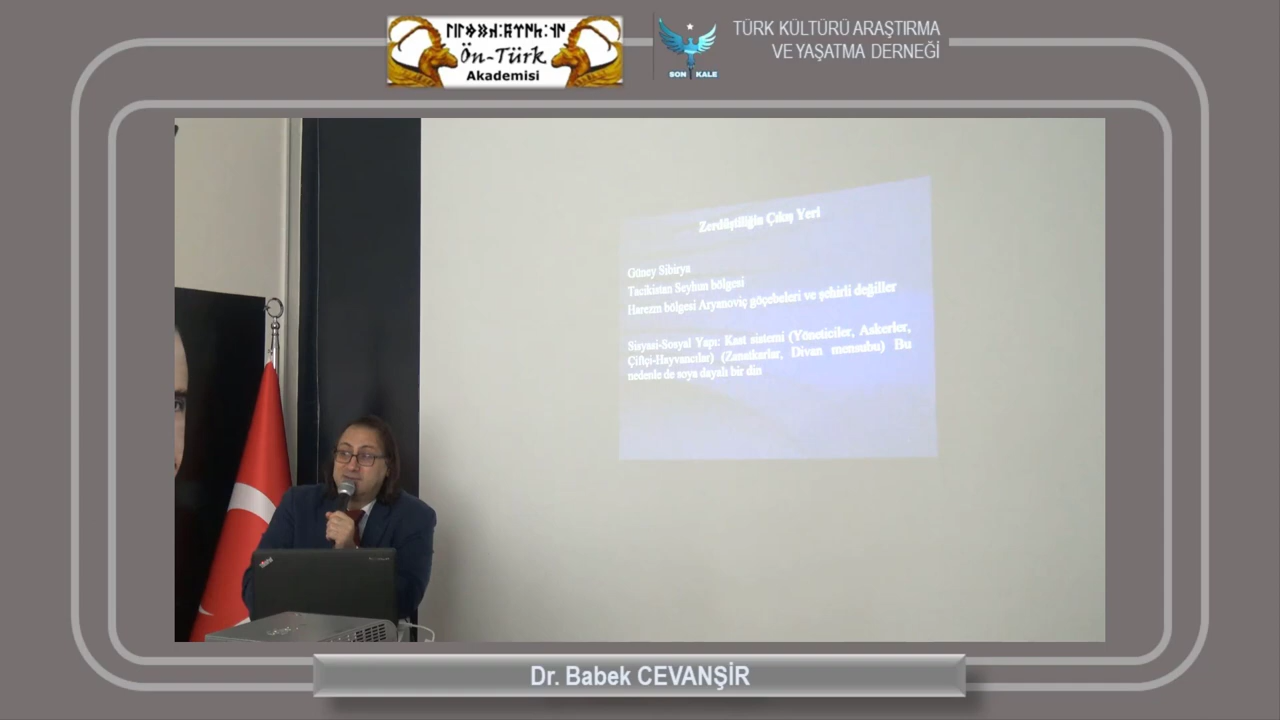 Ön-Türk
Akademisi
SON KALE
TÜRK KÜLTÜRÜ ARAŞTIRMA
VE YAŞATMA DERNEĞİ
Zerdüştiliğin Çıkış Yeri
Güney Sibirya
Tacikistan Seyhun bölgesi
Harezm bölgesi Aryanoviç göçebeleri ve şehirli değiller
Siyasi-Sosyal Yapı: Kast sistemi (Yöneticiler, Askerler,
Çiftçi-Hayvancılar) (Zanatkarlar, Divan mensubu) Bu
nedenle de soya dayalı bir din
Dr. Babek CEVANŞİR